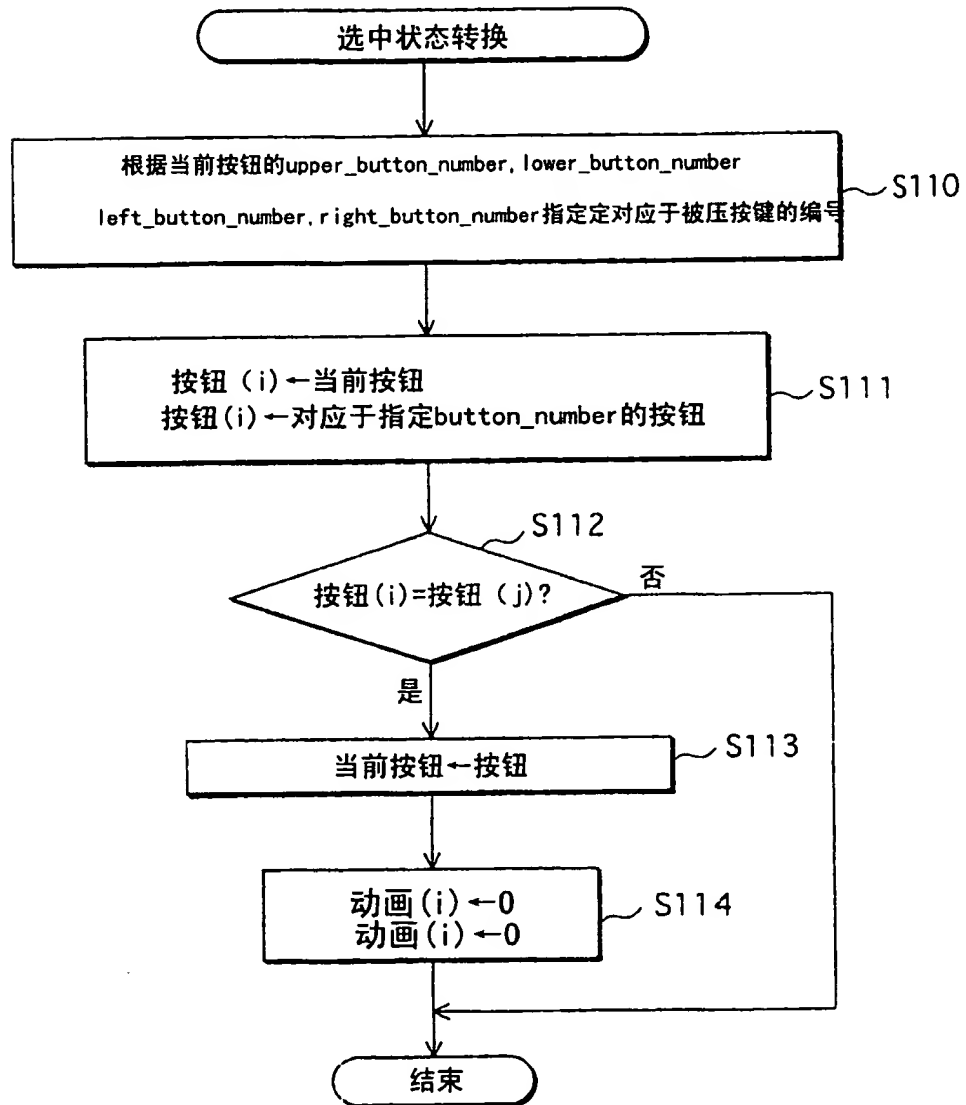 选中状态转换
根据当前按钮的upper_button_number,lower_button_number
left_button_number,right_button_number指定定对应于被压按键的编号
S110
按钮（i)←当前按钮
按钮(i)←对应于指定button_number的按钮
S111
S112
按钮(i)=按钮（j)?
否
是
当前按钮←按钮
S113
动画(i)←0
动画(i)←0
S114
结束